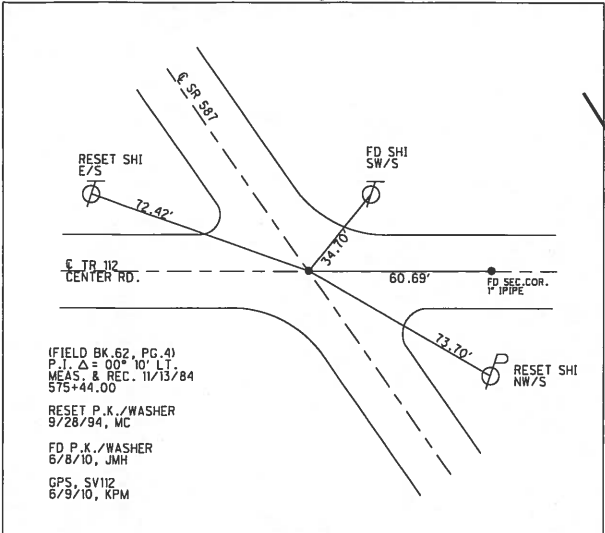 ℄ SR 587
RESET SHI
E/S
FD SHI
SW/S
72.42'
34.70'
℄ TR 112
CENTER RD.
60.69'
FD SEC.COR.
1" IPIPE
73.70'
RESET SHI
NW/S
(FIELD BK.62, PG.4)
P.I. Δ = 00° 10' LT.
MEAS. & REC. 11/13/84
575+44.00
RESET P.K./WASHER
9/28/94, MC
FD P.K./WASHER
6/8/10, JMH
GPS, SV112
6/9/10, KPM